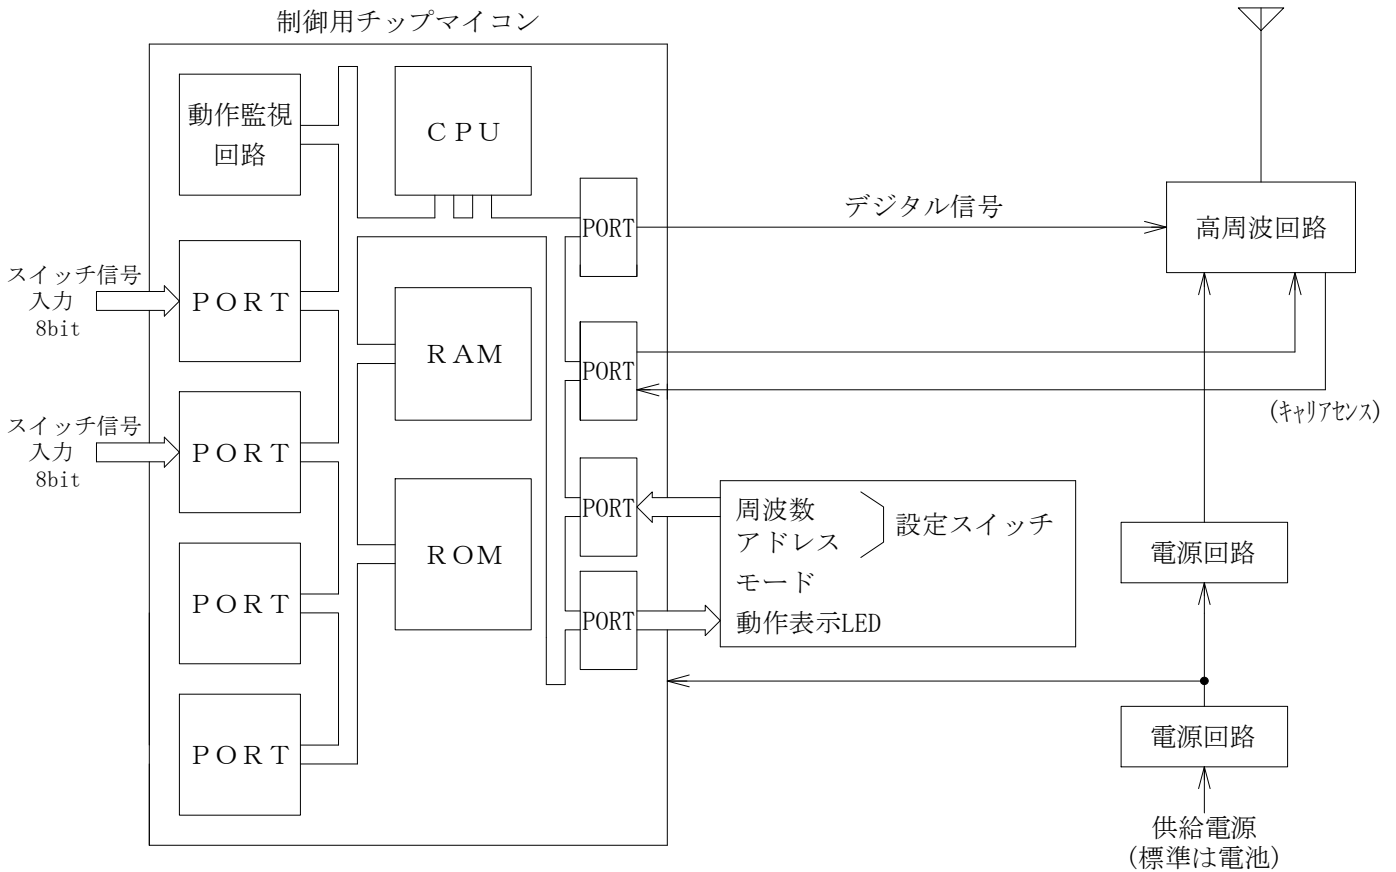 制御用チップマイコン
動作監視
回路
CPU
PORT
デジタル信号
高周波回路
スイッチ信号
入力
8bit
PORT
RAM
PORT
(キャリアセンス)
スイッチ信号
入力
8bit
PORT
ROM
PORT
周波数
アドレス
設定スイッチ
モード
動作表示LED
電源回路
PORT
PORT
PORT
電源回路
供給電源
(標準は電池)